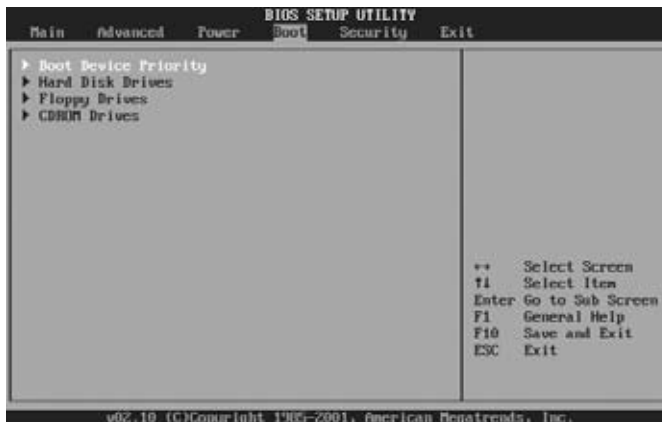 BIOS SETUP UTILITY
Main Advanced Power Boot Security Exit
Boot Device Priority
Hard Disk Drives
Floppy Drives
CDROM Drives
↔ Select Screen
↑↓ Select Item
Enter Go to Sub Screen
F1 General Help
F10 Save and Exit
ESC Exit
v02.10 (C)Copyright 1985-2001, American Megatrends, Inc.